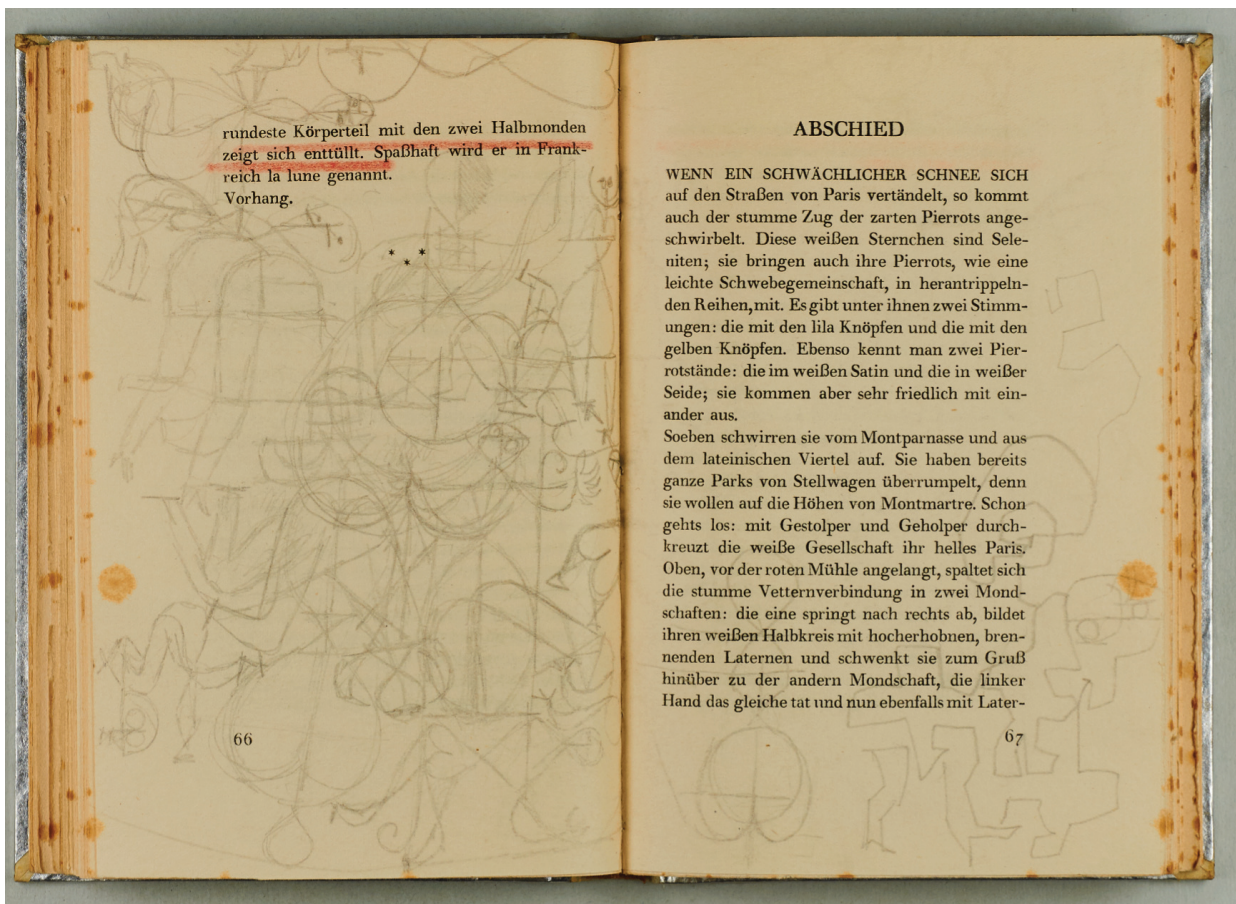 rundeste Körperteil mit den zwei Halbmonden
zeigt sich enttüllt. Spaßhaft wird er in Frank-
reich la lune genannt.
Vorhang.
* * *
66
ABSCHIED
WENN EIN SCHWÄCHLICHER SCHNEE SICH
auf den Straßen von Paris vertändelt, so kommt
auch der stumme Zug der zarten Pierrots ange-
schwirbelt. Diese weißen Sternchen sind Sele-
niten; sie bringen auch ihre Pierrots, wie eine
leichte Schwebegemeinschaft, in herantrippeln-
den Reihen, mit. Es gibt unter ihnen zwei Stimm-
ungen: die mit den lila Knöpfen und die mit den
gelben Knöpfen. Ebenso kennt man zwei Pier-
rotstände: die im weißen Satin und die in weißer
Seide; sie kommen aber sehr friedlich mit ein-
ander aus.
Soeben schwirren sie vom Montparnasse und aus
dem lateinischen Viertel auf. Sie haben bereits
ganze Parks von Stellwagen überrumpelt, denn
sie wollen auf die Höhen von Montmartre. Schon
gehts los: mit Gestolper und Geholper durch-
kreuzt die weiße Gesellschaft ihr helles Paris.
Oben, vor der roten Mühle angelangt, spaltet sich
die stumme Vetternverbindung in zwei Mond-
schaften: die eine springt nach rechts ab, bildet
ihren weißen Halbkreis mit hocherhobnen, bren-
nenden Laternen und schwenkt sie zum Gruß
hinüber zu der andern Mondschaft, die linker
Hand das gleiche tat und nun ebenfalls mit Later-
67